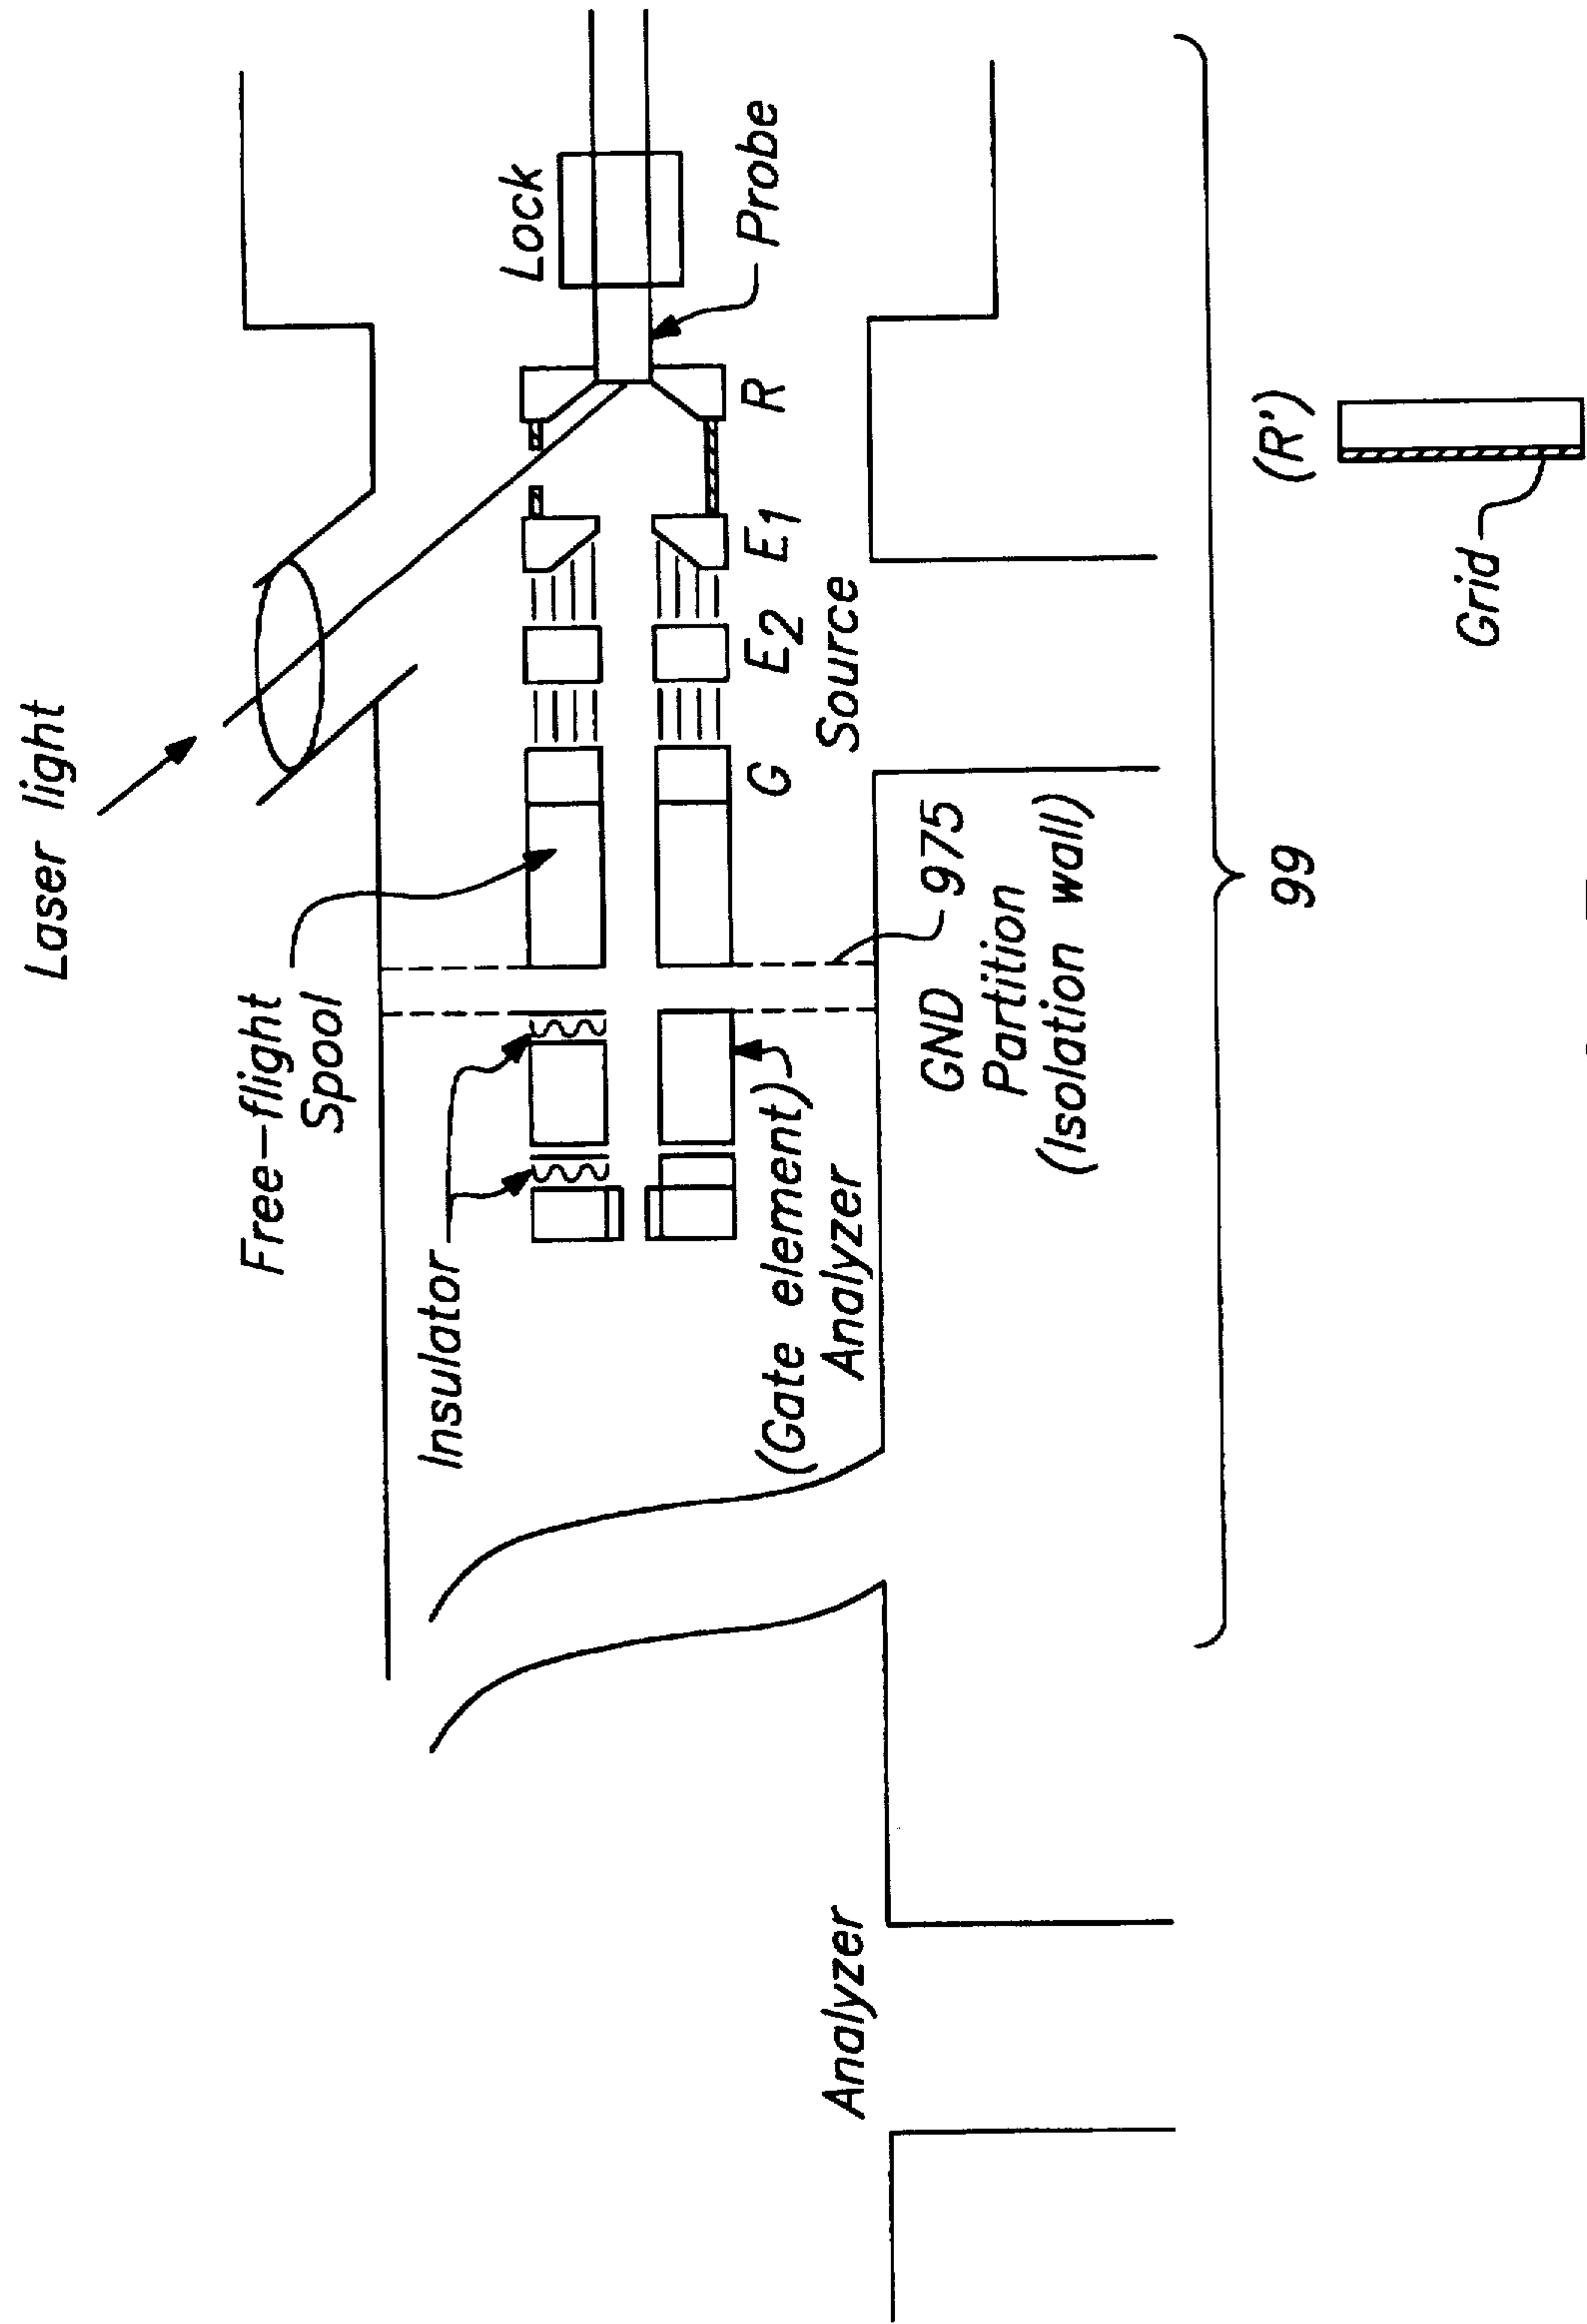 Laser light
Free-flight
Spool
Insulator
Lock
Probe
R
E1
E2
G
Source
(Gate element)
Analyzer
GND
975
Partition
(Isolation wall)
Analyzer
99
(R')
Grid